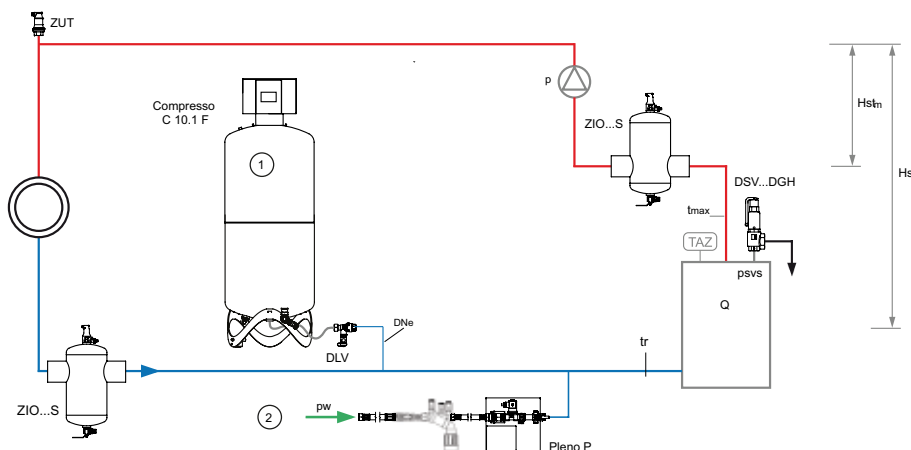 ZUT
Compresso
C 10.1 F
1
p
ZIO...S
Hstm
Hs
DSV...DGH
tmax
TAZ
psvs
Q
DNe
DLV
tr
ZIO...S
2
pw
Pleno P